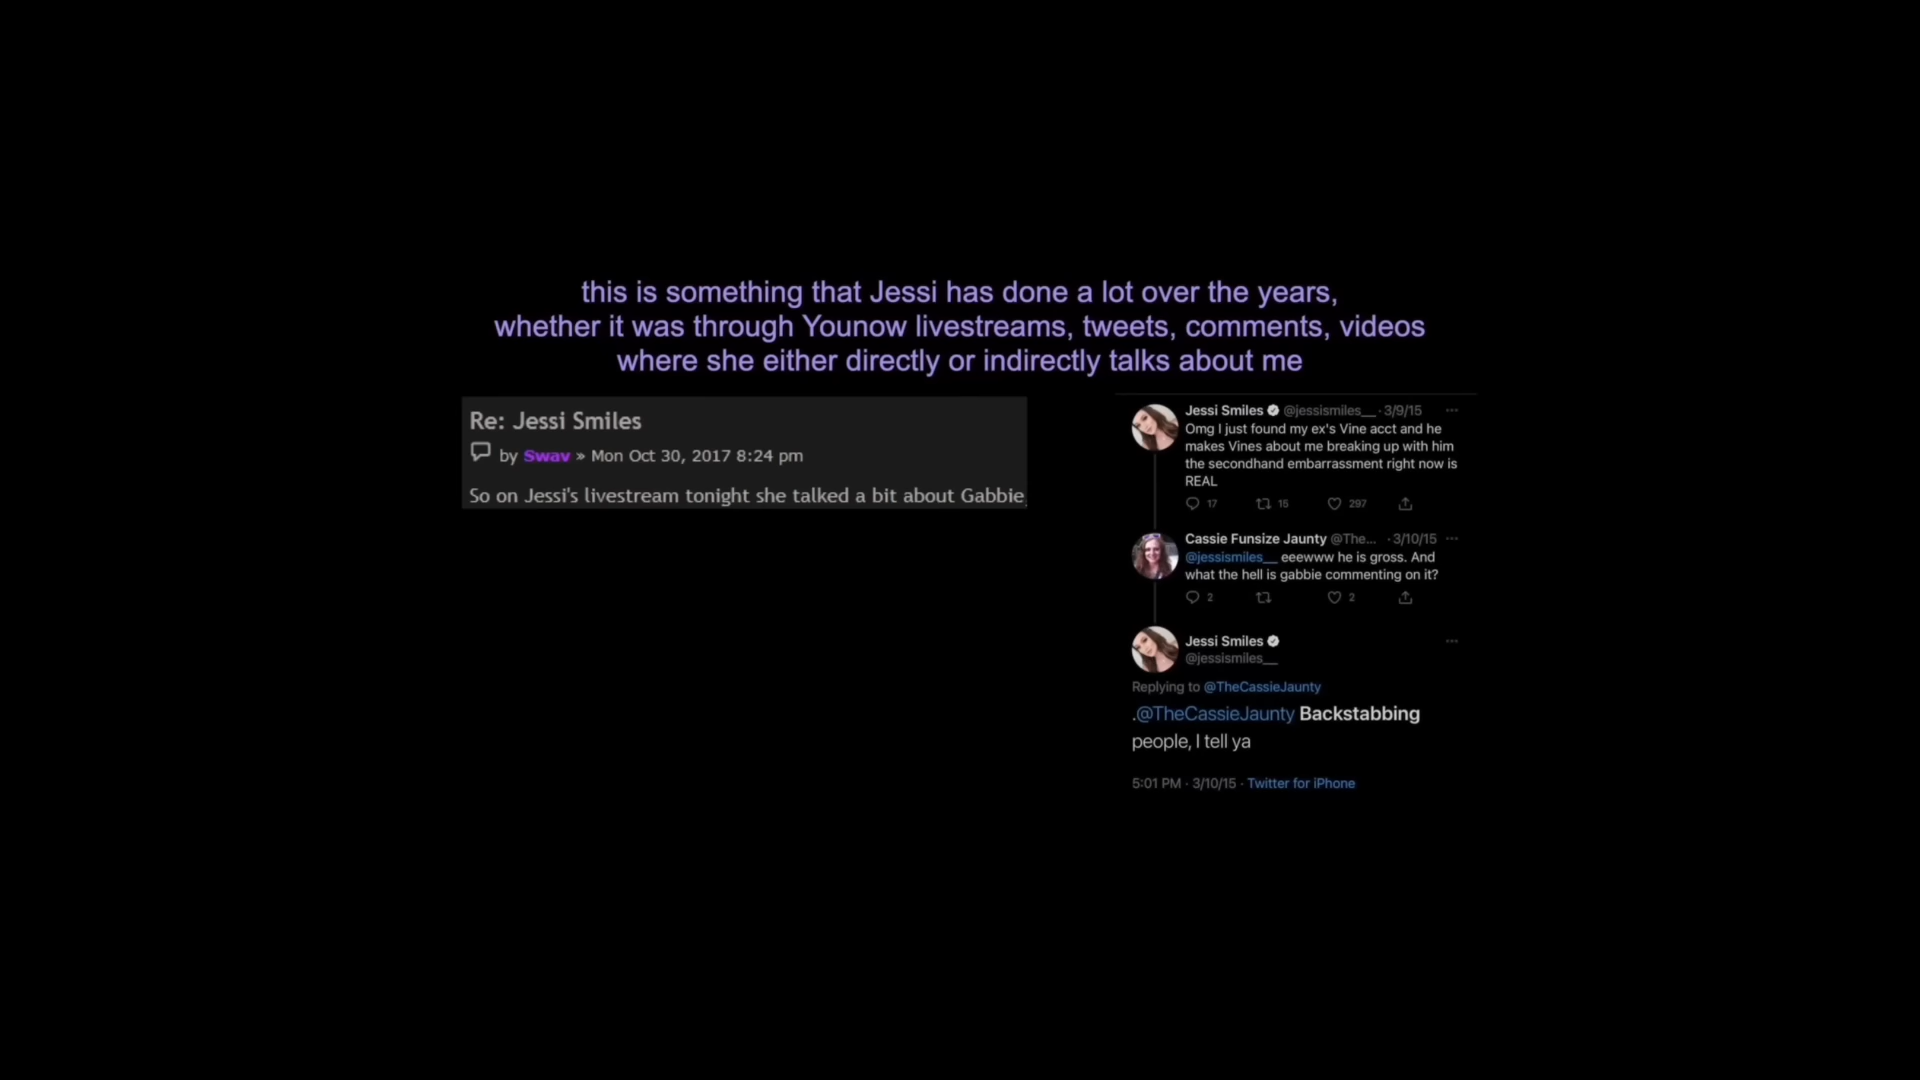 this is something that Jessi has done a lot over the years,
whether it was through Younow livestreams, tweets, comments, videos
where she either directly or indirectly talks about me
Re: Jessi Smiles
by Swav » Mon Oct 30, 2017 8:24 pm
So on Jessi's livestream tonight she talked a bit about Gabbie
Jessi Smiles @jessismiles__ · 3/9/15 ...
Omg I just found my ex's Vine acct and he
makes Vines about me breaking up with him
the secondhand embarrassment right now is
REAL
17 15 297
Cassie Funsize Jaunty @The... · 3/10/15 ...
@jessismiles__ eeewww he is gross. And
what the hell is gabbie commenting on it?
2 2
Jessi Smiles ...
@jessismiles__
Replying to @TheCassieJaunty
.@TheCassieJaunty Backstabbing
people, I tell ya
5:01 PM · 3/10/15 · Twitter for iPhone